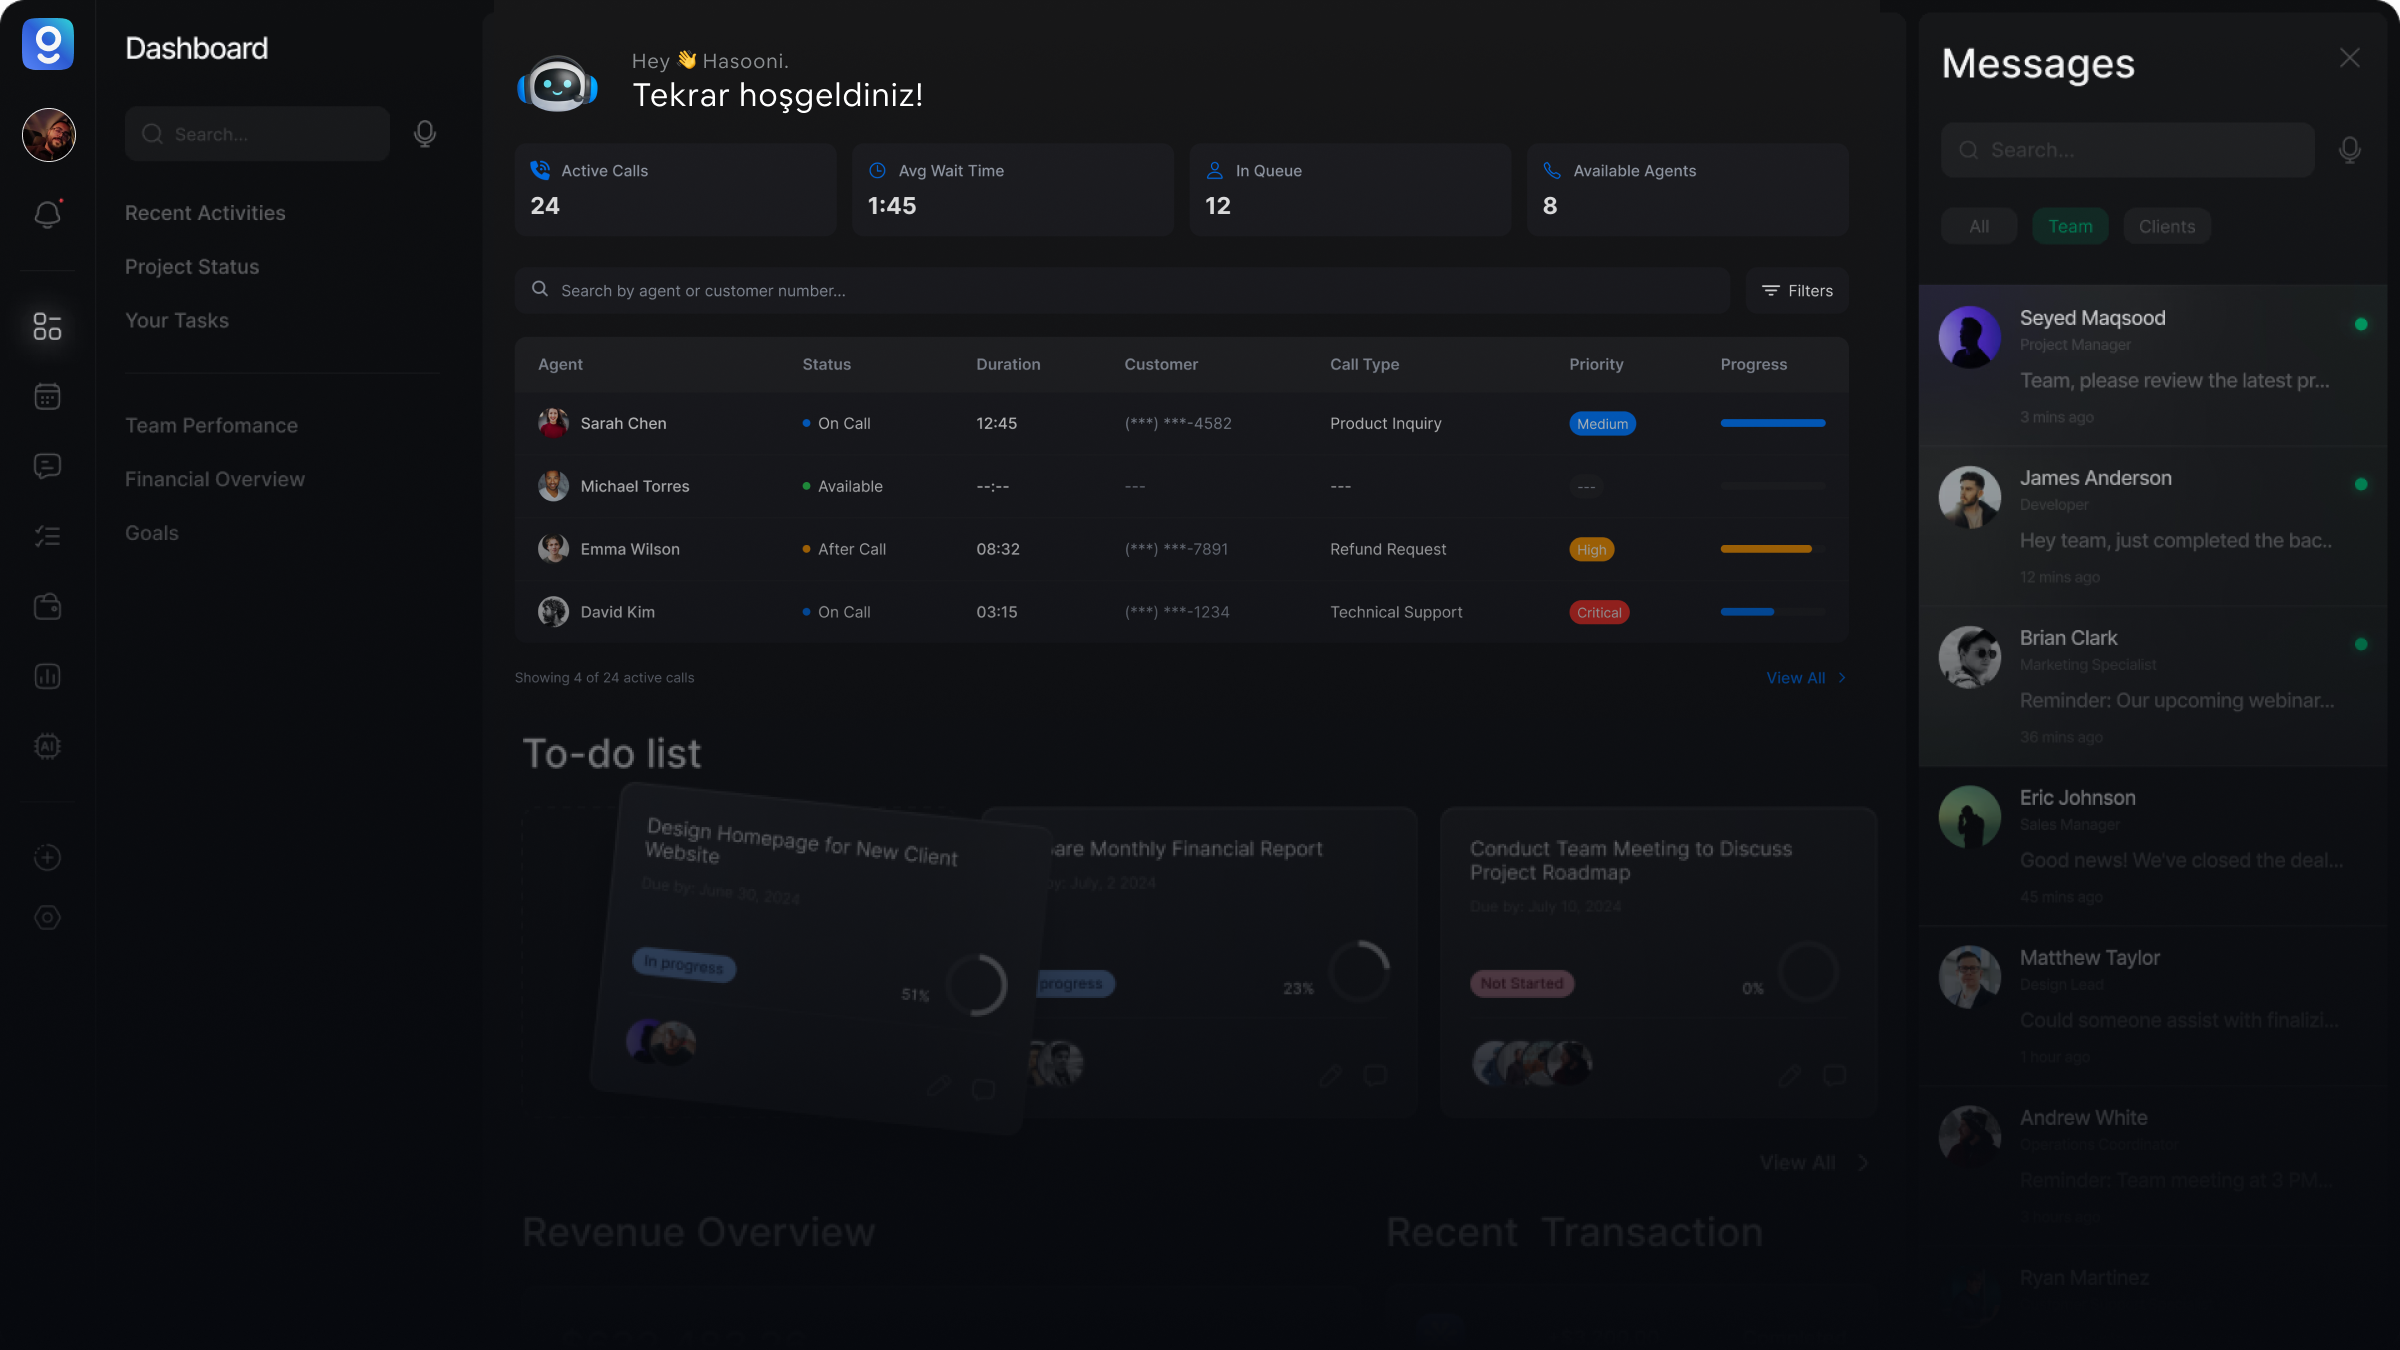 Dashboard
Search...
Recent Activities
Project Status
Your Tasks
Team Perfomance
Financial Overview
Goals
AI
Hey 👋 Hasooni.
Tekrar hoşgeldiniz!
Active Calls
24
Avg Wait Time
1:45
In Queue
12
Available Agents
8
Search by agent or customer number...
Filters
Agent Status Duration Customer Call Type Priority Progress
Sarah Chen On Call 12:45 (***) ***-4582 Product Inquiry Medium
Michael Torres Available --:-- --- --- ---
Emma Wilson After Call 08:32 (***) ***-7891 Refund Request High
David Kim On Call 03:15 (***) ***-1234 Technical Support Critical
Showing 4 of 24 active calls
View All
To-do list
Design Homepage for New Client
Website
Due by: June 30, 2024
In progress
51%
are Monthly Financial Report
by: July, 2 2024
progress
23%
Conduct Team Meeting to Discuss
Project Roadmap
Due by: July 10, 2024
Not Started
0%
View All
Revenue Overview
Recent Transaction
Messages
Search...
All
Team
Clients
Seyed Maqsood
Project Manager
Team, please review the latest pr...
3 mins ago
James Anderson
Developer
Hey team, just completed the bac..
12 mins ago
Brian Clark
Marketing Specialist
Reminder: Our upcoming webinar...
36 mins ago
Eric Johnson
Sales Manager
Good news! We've closed the deal...
45 mins ago
Matthew Taylor
Design Lead
Could someone assist with finalizi...
1 hour ago
Andrew White
Operations Coordinator
Reminder: Team meeting at 3 PM...
Ryan Martinez